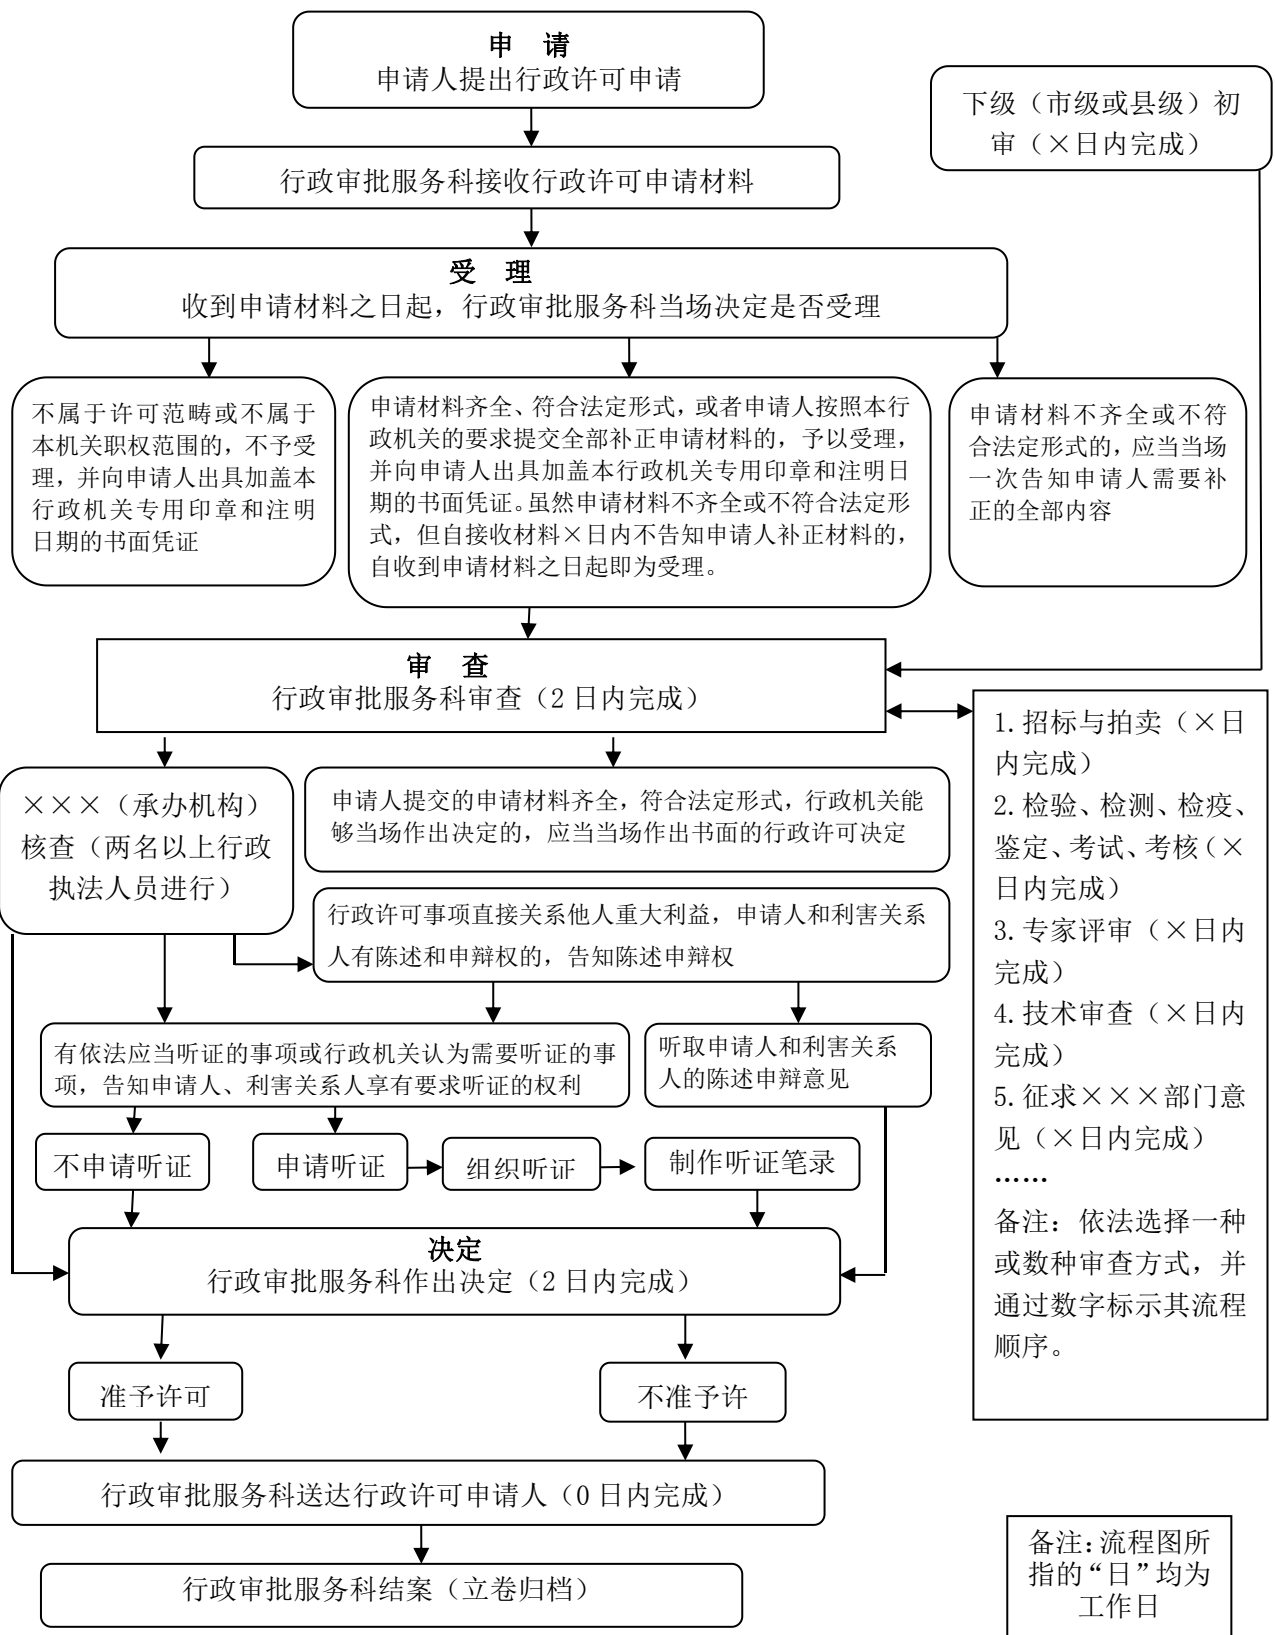 申 请
申请人提出行政许可申请
下级（市级或县级）初
审（×日内完成）
行政审批服务科接收行政许可申请材料
受 理
收到申请材料之日起，行政审批服务科当场决定是否受理
不属于许可范畴或不属于
本机关职权范围的，不予受
理，并向申请人出具加盖本
行政机关专用印章和注明
日期的书面凭证
申请材料齐全、符合法定形式，或者申请人按照本行
政机关的要求提交全部补正申请材料的，予以受理，
并向申请人出具加盖本行政机关专用印章和注明日
期的书面凭证。虽然申请材料不齐全或不符合法定形
式，但自接收材料×日内不告知申请人补正材料的，
自收到申请材料之日起即为受理。
申请材料不齐全或不符
合法定形式的，应当当场
一次告知申请人需要补
正的全部内容
审 查
行政审批服务科审查（2 日内完成）
1.招标与拍卖（×日
内完成）
2.检验、检测、检疫、
鉴定、考试、考核（×
日内完成）
3.专家评审（×日内
完成）
4.技术审查（×日内
完成）
5.征求×××部门意
见（×日内完成）
……
备注：依法选择一种
或数种审查方式，并
通过数字标示其流程
顺序。
×××（承办机构）
核查（两名以上行政
执法人员进行）
申请人提交的申请材料齐全，符合法定形式，行政机关能
够当场作出决定的，应当当场作出书面的行政许可决定
行政许可事项直接关系他人重大利益，申请人和利害关系
人有陈述和申辩权的，告知陈述申辩权
有依法应当听证的事项或行政机关认为需要听证的事
项，告知申请人、利害关系人享有要求听证的权利
听取申请人和利害关系
人的陈述申辩意见
不申请听证
申请听证
组织听证
制作听证笔录
决定
行政审批服务科作出决定（2 日内完成）
准予许可
不准予许
行政审批服务科送达行政许可申请人（0 日内完成）
行政审批服务科结案（立卷归档）
备注：流程图所
指的“日”均为
工作日